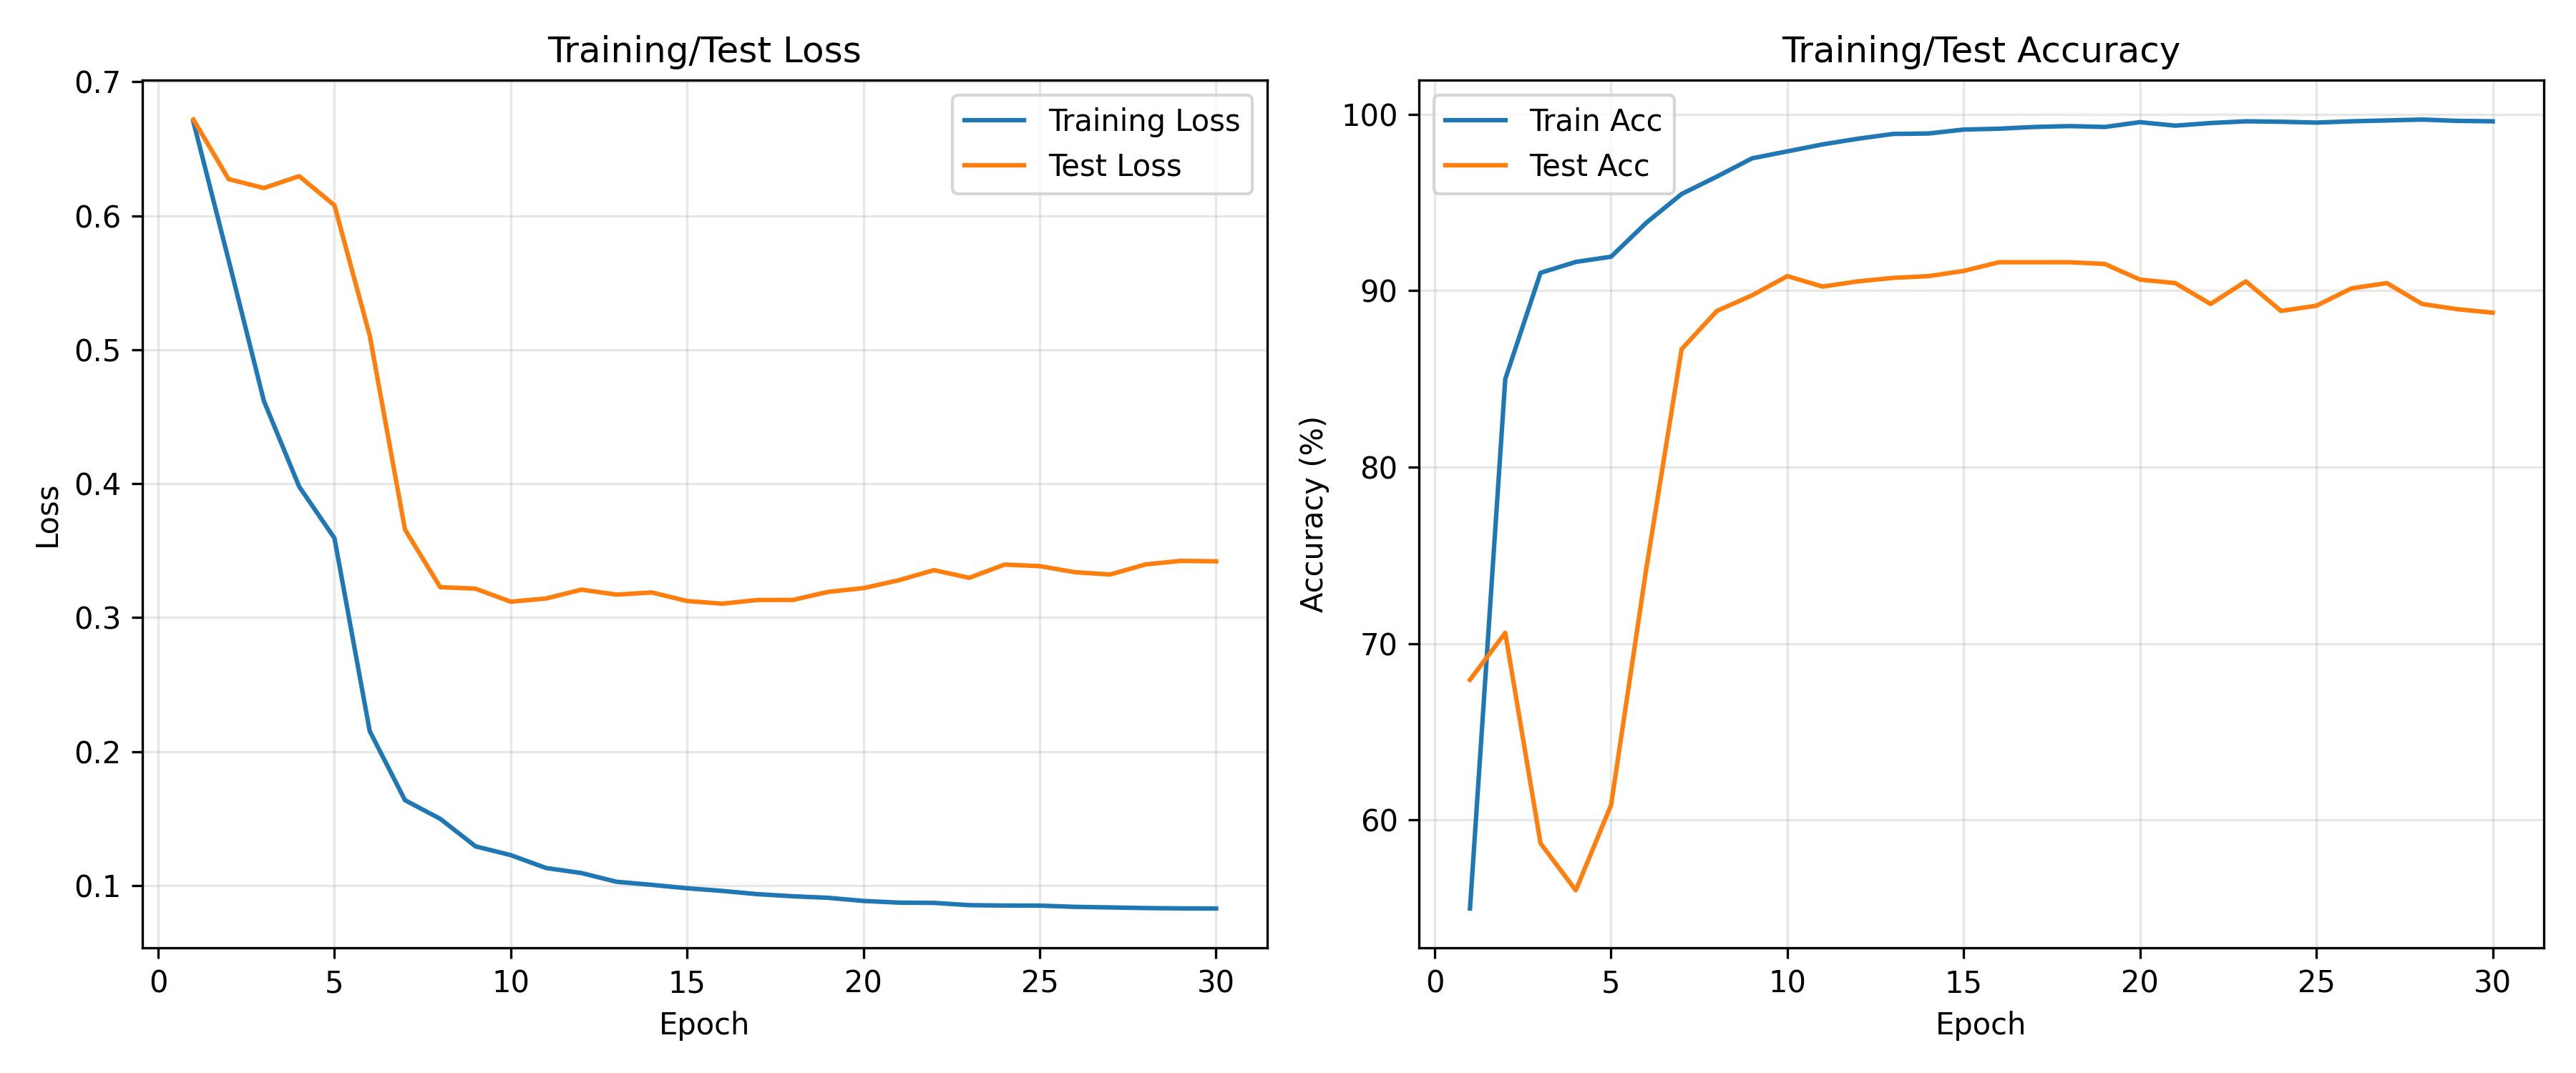 Training/Test Loss
0.7
0.6
0.5
0.4
0.3
0.2
0.1
Loss
Training Loss
Test Loss
0 5 10 15 20 25 30
Epoch
Training/Test Accuracy
100
90
80
70
60
Accuracy (%)
Train Acc
Test Acc
0 5 10 15 20 25 30
Epoch